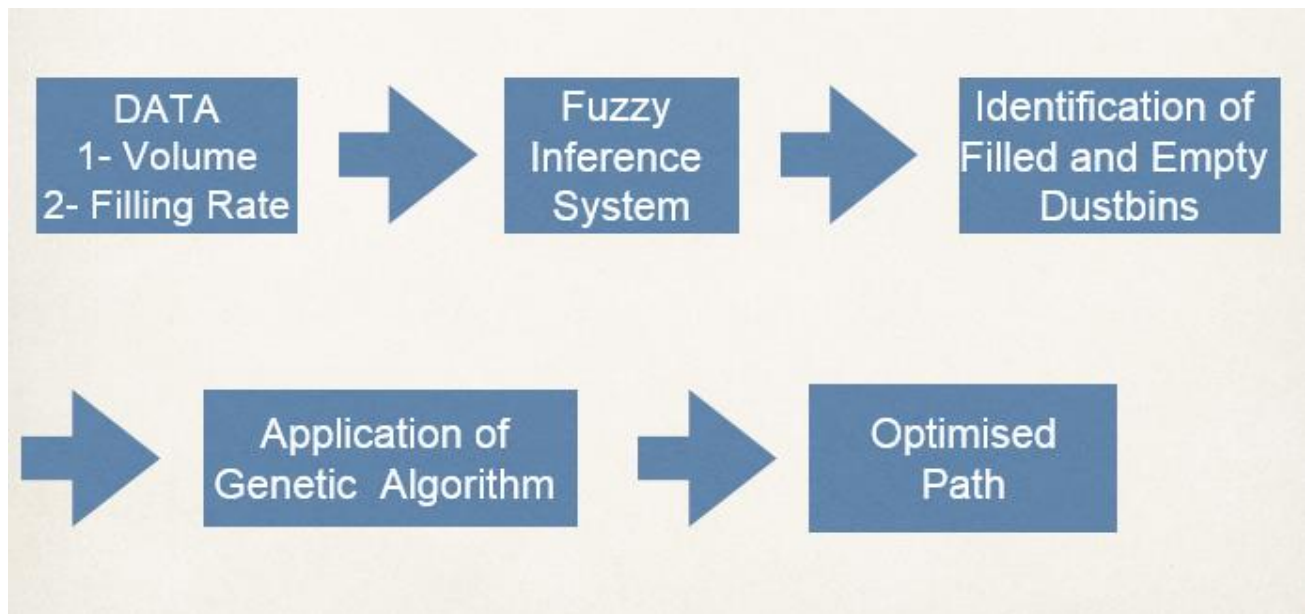 DATA
1- Volume
2- Filling Rate
Fuzzy
Inference
System
Identification of
Filled and Empty
Dustbins
Application of
Genetic Algorithm
Optimised
Path